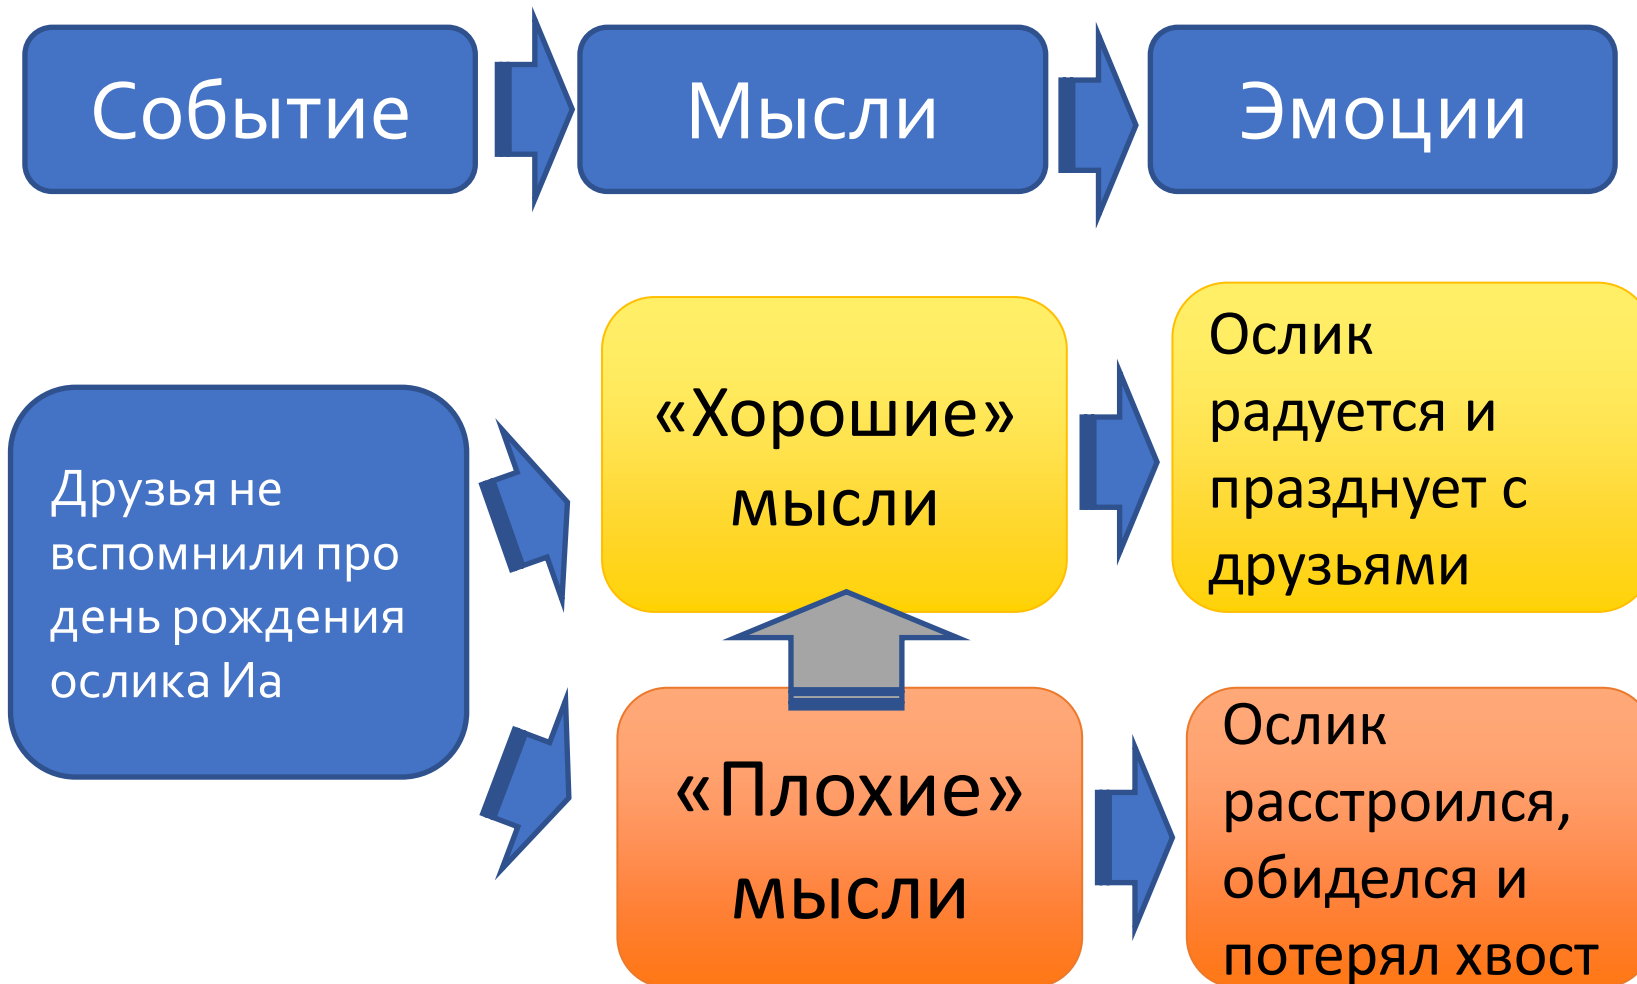 Событие
Мысли
Эмоции
Друзья не
вспомнили про
день рождения
ослика Иа
«Хорошие»
мысли
Ослик
радуется и
празднует с
друзьями
«Плохие»
мысли
Ослик
расстроился,
обиделся и
потерял хвост